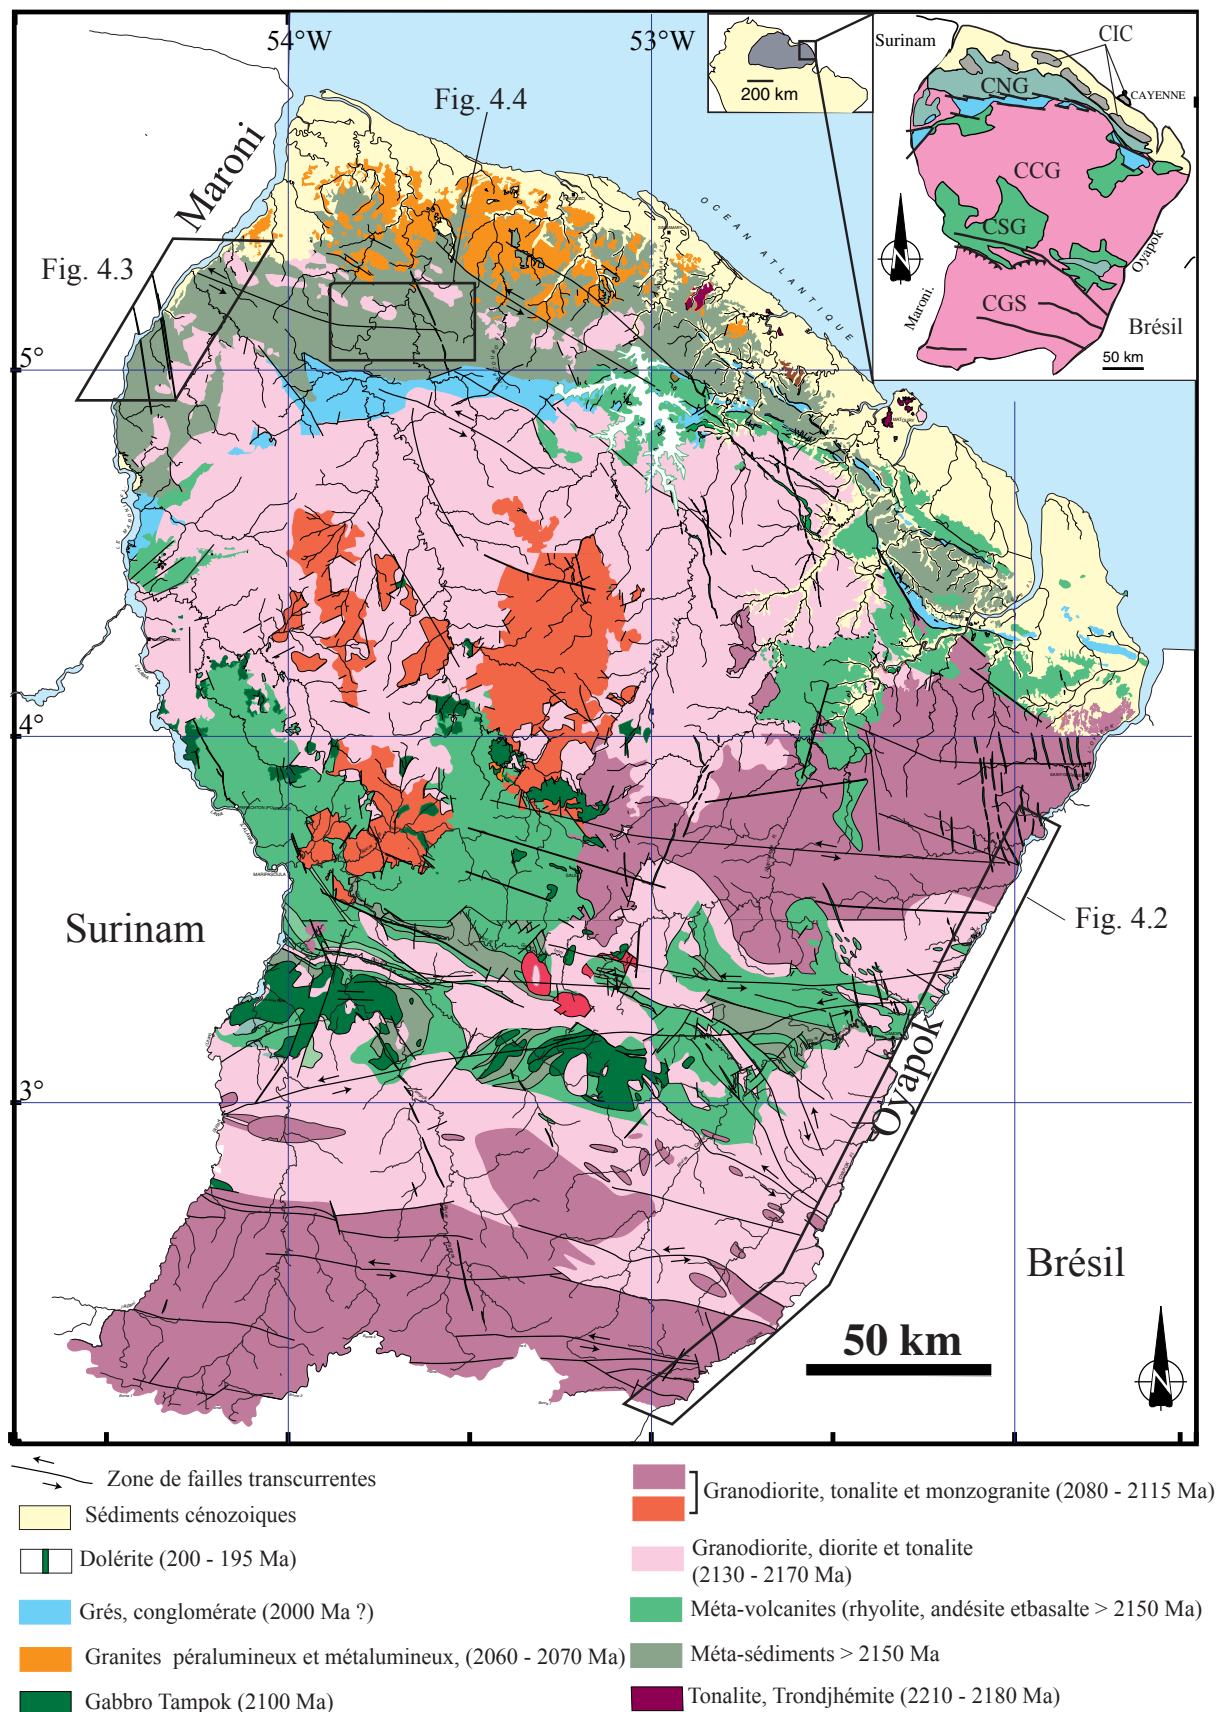 54°W
53°W
Fig. 4.4
Maroni
Fig. 4.3
200 km
Surinam
CIC
CNG
CAYENNE
CCG
CSG
Oyapok
Maroni.
CGS
Brésil
50 km
OCEAN ATLANTIQUE
5°
4°
MARIPASOULA
Surinam
Fig. 4.2
3°
Oyapok
Brésil
50 km
N
Zone de failles transcurrentes
Sédiments cénozoiques
Dolérite (200 - 195 Ma)
Grés, conglomérate (2000 Ma ?)
Granites péralumineux et métalumineux, (2060 - 2070 Ma)
Gabbro Tampok (2100 Ma)
Granodiorite, tonalite et monzogranite (2080 - 2115 Ma)
Granodiorite, diorite et tonalite
(2130 - 2170 Ma)
Méta-volcanites (rhyolite, andésite etbasalte > 2150 Ma)
Méta-sédiments > 2150 Ma
Tonalite, Trondjhémite (2210 - 2180 Ma)